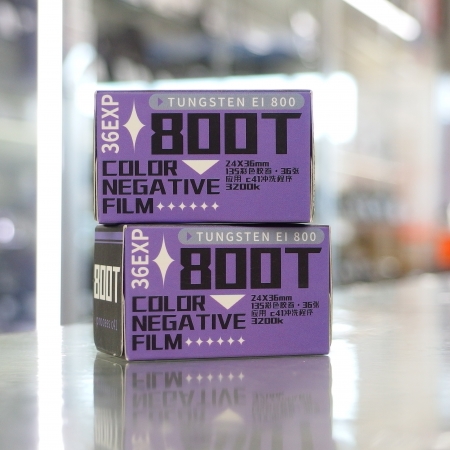 36EXP
TUNGSTEN EI 800
800T
COLOR
NEGATIVE
FILM
24X36mm
135彩色胶卷·36张
应用 c41冲洗程序
3200k
36EXP
TUNGSTEN EI 800
800T
COLOR
NEGATIVE
FILM
24X36mm
135彩色胶卷·36张
应用 c41冲洗程序
3200k
800T